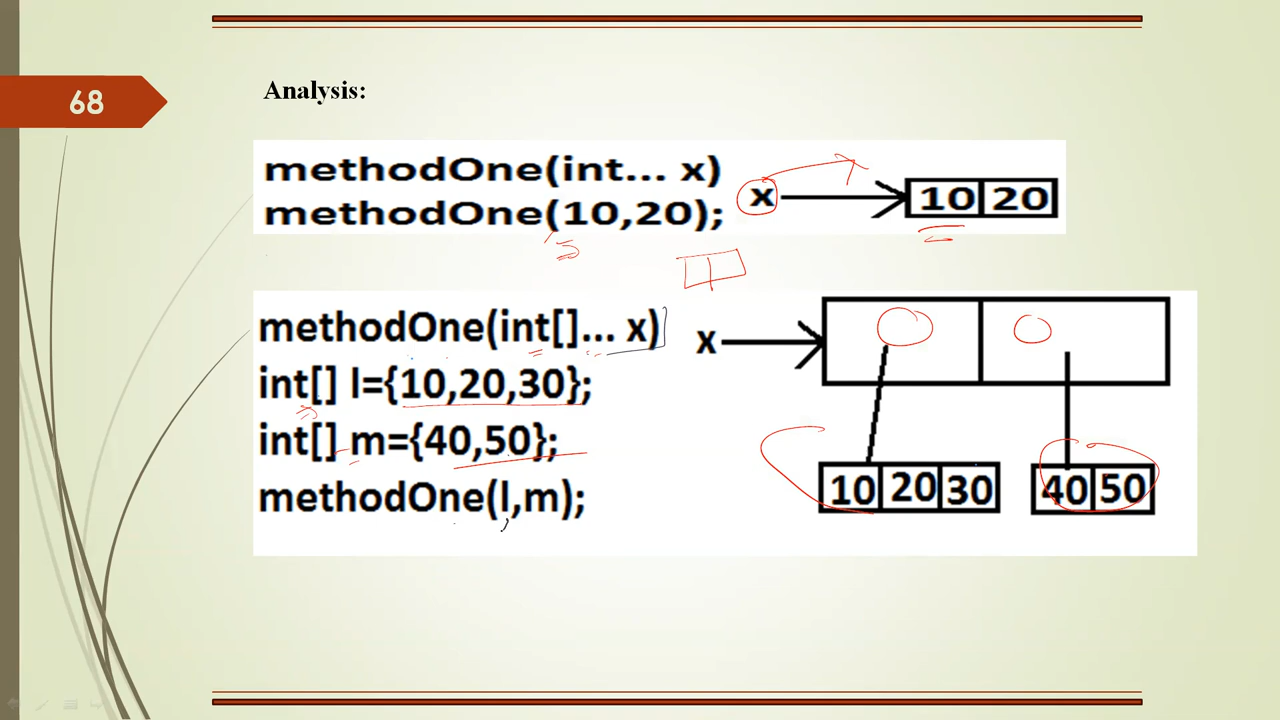 68
Analysis:
methodOne(int... x)
methodOne(10,20);
x
10 20
methodOne(int[]... x)
int[] l={10,20,30};
int[] m={40,50};
methodOne(l,m);
x
10 20 30
40 50